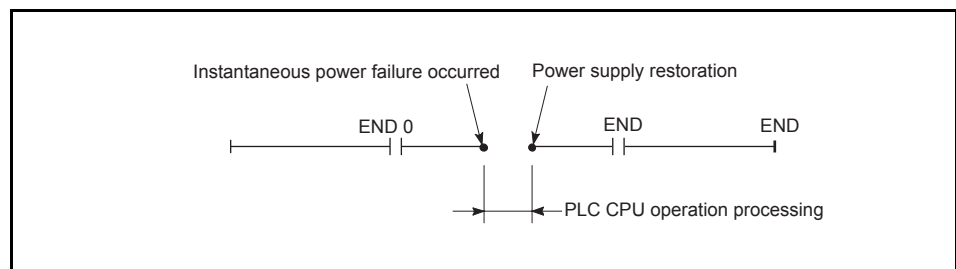 Instantaneous power failure occurred
Power supply restoration
END 0
END
END
PLC CPU operation processing